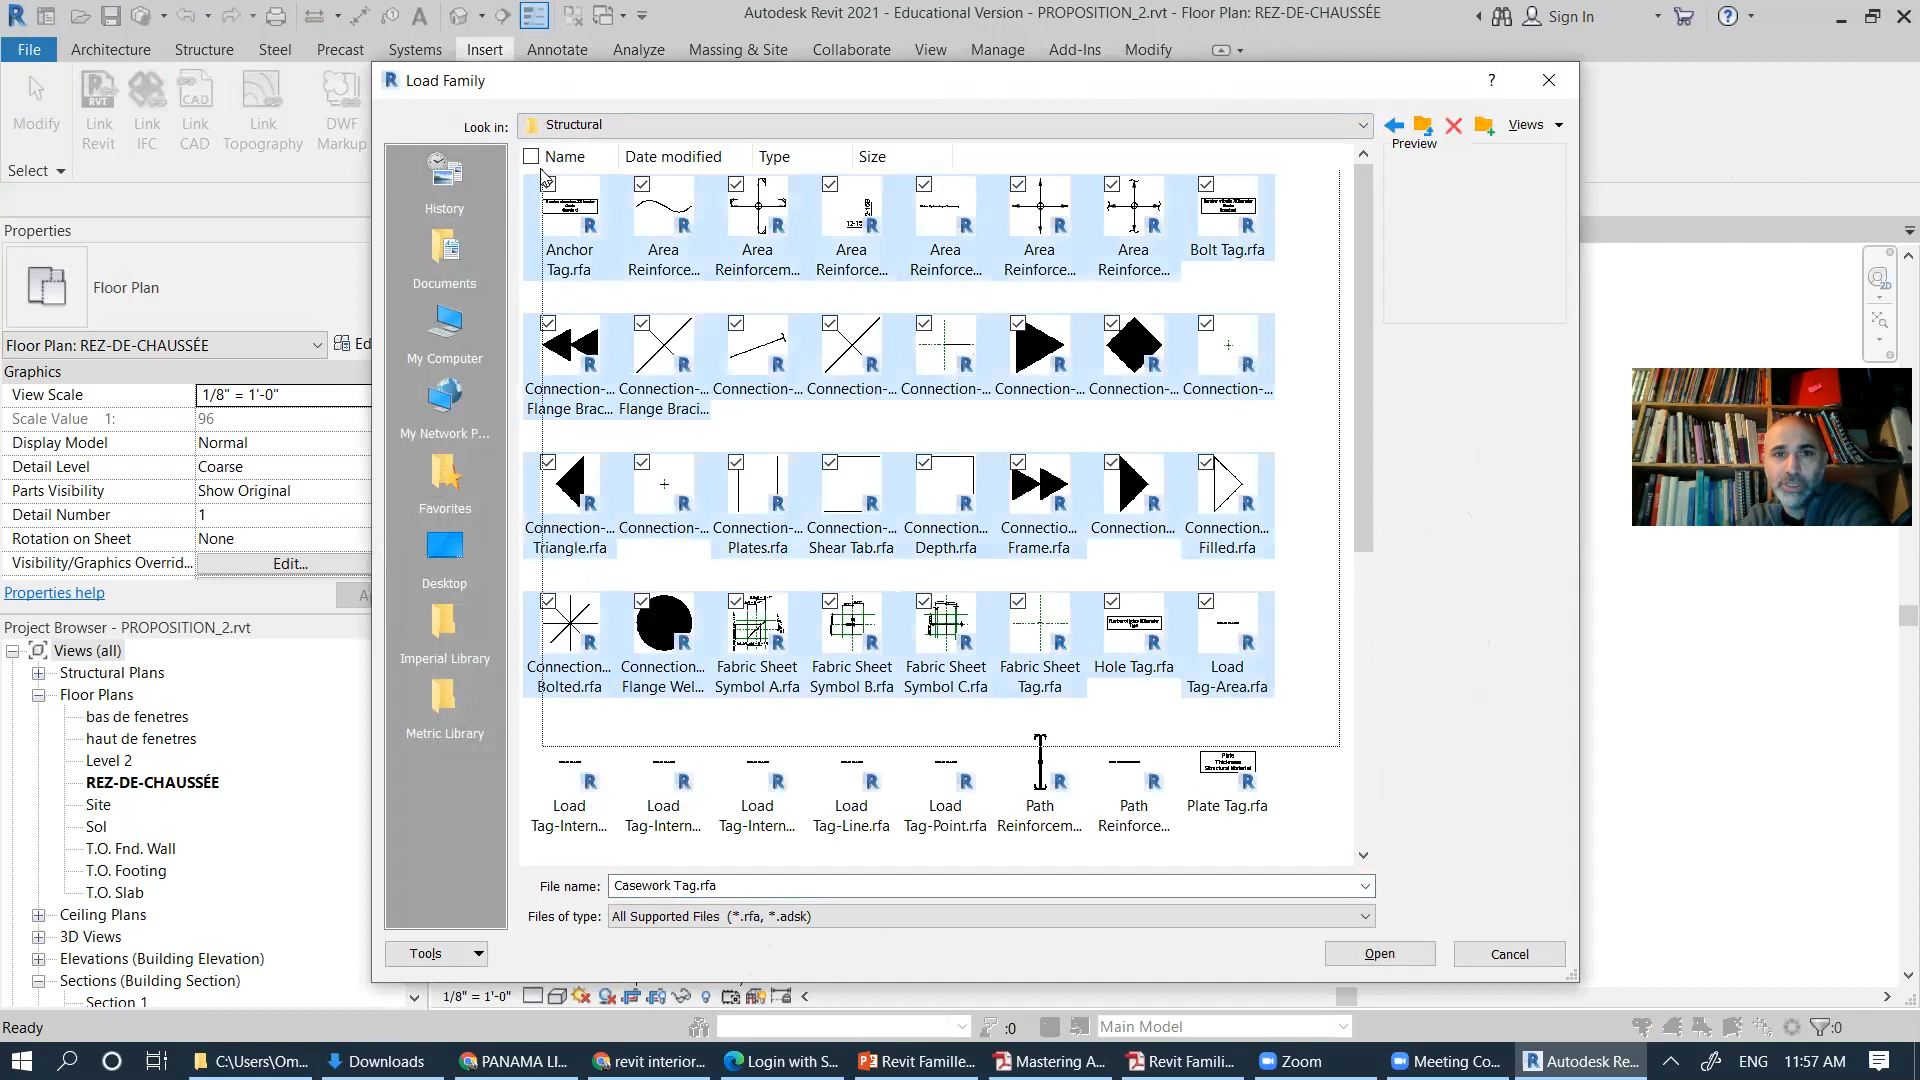 Autodesk Revit 2021 - Educational Version - PROPOSITION_2.rvt - Floor Plan: REZ-DE-CHAUSSÉE
Sign In
File Architecture Structure Steel Precast Systems Insert Annotate Analyze Massing & Site Collaborate View Manage Add-Ins Modify
Modify
Link Revit
Link IFC
Link CAD
Link Topography
DWF Markup
Select
Load Family
Look in: Structural
Views
Name Date modified Type Size
Preview
History
Documents
My Computer
My Network P...
Favorites
Desktop
Imperial Library
Metric Library
Anchor Tag.rfa
Area Reinforce...
Area Reinforcem...
Area Reinforce...
Area Reinforce...
Area Reinforce...
Area Reinforce...
Bolt Tag.rfa
Connection-... Flange Brac...
Connection-... Flange Braci...
Connection-...
Connection-...
Connection-...
Connection-...
Connection-...
Connection-...
Connection-... Triangle.rfa
Connection-...
Connection-... Plates.rfa
Connection-... Shear Tab.rfa
Connection... Depth.rfa
Connectio... Frame.rfa
Connection...
Connection... Filled.rfa
Connection... Bolted.rfa
Connection... Flange Wel...
Fabric Sheet Symbol A.rfa
Fabric Sheet Symbol B.rfa
Fabric Sheet Symbol C.rfa
Fabric Sheet Tag.rfa
Hole Tag.rfa
Load Tag-Area.rfa
Load Tag-Intern...
Load Tag-Intern...
Load Tag-Intern...
Load Tag-Line.rfa
Load Tag-Point.rfa
Path Reinforcem...
Path Reinforce...
Plate Tag.rfa
File name: Casework Tag.rfa
Files of type: All Supported Files (*.rfa, *.adsk)
Tools
Open
Cancel
Properties
Floor Plan
Floor Plan: REZ-DE-CHAUSSÉE Ed
Graphics
View Scale 1/8" = 1'-0"
Scale Value 1: 96
Display Model Normal
Detail Level Coarse
Parts Visibility Show Original
Detail Number 1
Rotation on Sheet None
Visibility/Graphics Overrid... Edit...
Properties help Ap
Project Browser - PROPOSITION_2.rvt
Views (all)
Structural Plans
Floor Plans
bas de fenetres
haut de fenetres
Level 2
REZ-DE-CHAUSSÉE
Site
Sol
T.O. Fnd. Wall
T.O. Footing
T.O. Slab
Ceiling Plans
3D Views
Elevations (Building Elevation)
Sections (Building Section)
Section 1
1/8" = 1'-0"
Ready
:0
Main Model
:0
C:\Users\Om...
Downloads
PANAMA LI...
revit interior...
Login with S...
Revit Famille...
Mastering A...
Revit Famili...
Zoom
Meeting Co...
Autodesk Re...
ENG
11:57 AM